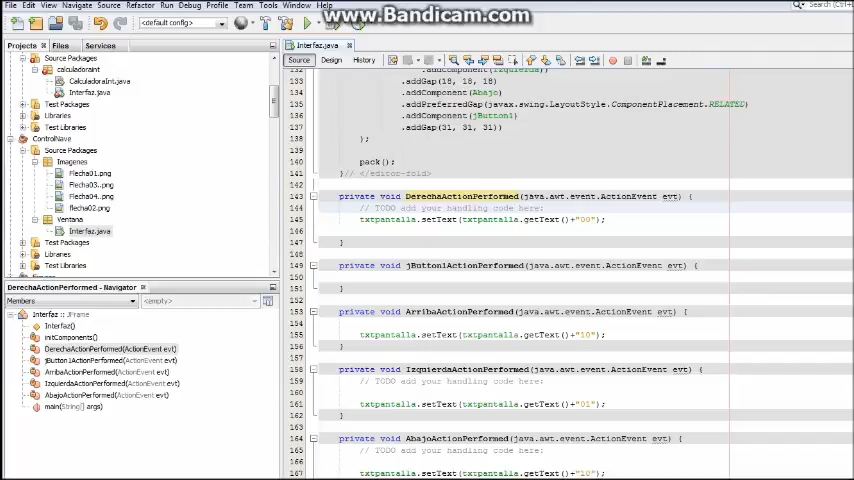 www.Bandicam.com
File Edit View Navigate Source Refactor Run Debug Profile Team Tools Window Help
Search (Ctrl+I)
<default config>
Projects Files Services
Source Packages
calculadoraint
CalculadoraInt.java
Interfaz.java
Test Packages
Libraries
Test Libraries
ControlNave
Source Packages
Imagenes
Flecha01.png
Flecha03..png
Flecha04..png
flecha02.png
Ventana
Interfaz.java
Test Packages
Libraries
Test Libraries
DerechaActionPerformed - Navigator
Members <empty>
Interfaz :: JFrame
Interfaz()
initComponents()
DerechaActionPerformed(ActionEvent evt)
jButton1ActionPerformed(ActionEvent evt)
ArribaActionPerformed(ActionEvent evt)
IzquierdaActionPerformed(ActionEvent evt)
AbajoActionPerformed(ActionEvent evt)
main(String[] args)
Interfaz.java
Source Design History
132 .addComponent(Izquierda))
133 .addGap(18, 18, 18)
134 .addComponent(Abajo)
135 .addPreferredGap(javax.swing.LayoutStyle.ComponentPlacement.RELATED)
136 .addComponent(jButton1)
137 .addGap(31, 31, 31))
138 );
139
140 pack();
141 }// </editor-fold>
142
143 private void DerechaActionPerformed(java.awt.event.ActionEvent evt) {
144 // TODO add your handling code here:
145 txtpantalla.setText(txtpantalla.getText()+"00");
146
147 }
149 private void jButton1ActionPerformed(java.awt.event.ActionEvent evt) {
150
151 }
153 private void ArribaActionPerformed(java.awt.event.ActionEvent evt) {
155 txtpantalla.setText(txtpantalla.getText()+"10");
156 }
158 private void IzquierdaActionPerformed(java.awt.event.ActionEvent evt) {
159 // TODO add your handling code here:
161 txtpantalla.setText(txtpantalla.getText()+"01");
162 }
164 private void AbajoActionPerformed(java.awt.event.ActionEvent evt) {
165 // TODO add your handling code here:
166
167 txtpantalla.setText(txtpantalla.getText()+"10");